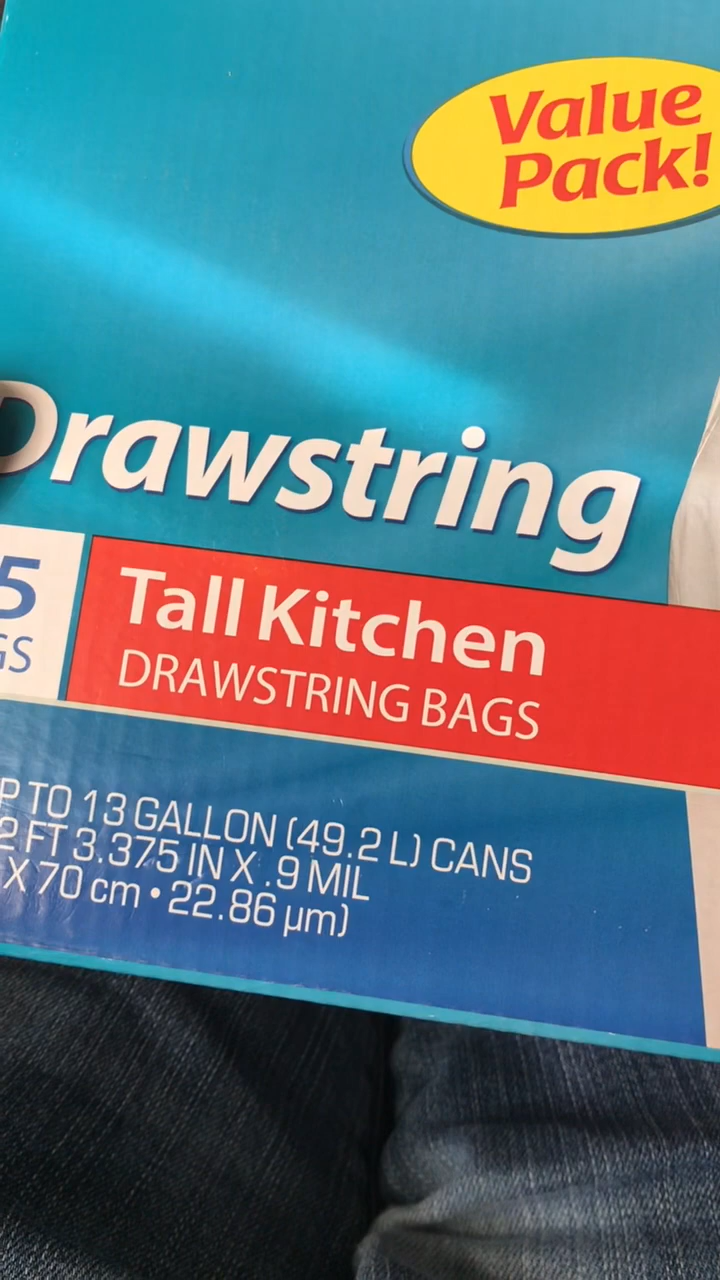 Value
Pack!
Drawstring
5
GS
Tall Kitchen
DRAWSTRING BAGS
P TO 13 GALLON (49.2 L) CANS
2 FT 3.375 IN X .9 MIL
X 70 cm • 22.86 µm)